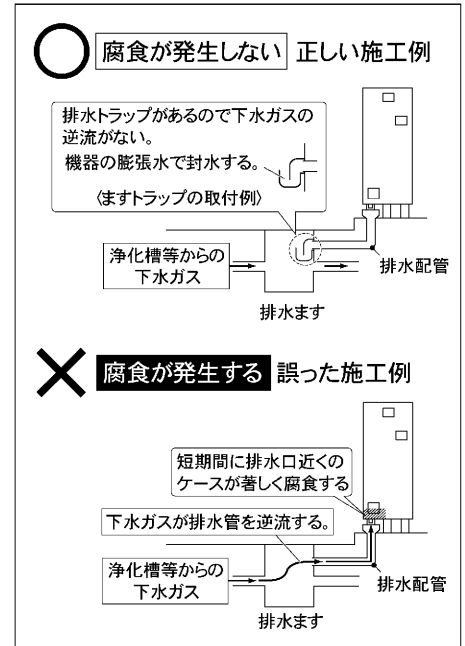 腐食が発生しない 正しい施工例
排水トラップがあるので下水ガスの
逆流がない。
機器の膨張水で封水する。
〈ますトラップの取付例〉
浄化槽等からの
下水ガス
排水配管
排水ます
腐食が発生する 誤った施工例
短期間に排水口近くの
ケースが著しく腐食する
下水ガスが排水管を逆流する。
浄化槽等からの
下水ガス
排水配管
排水ます